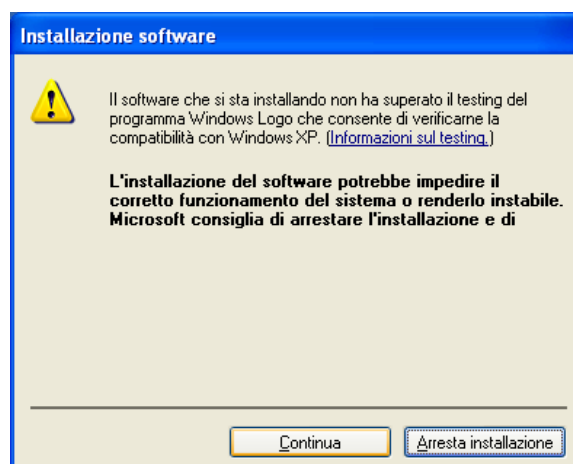 Installazione software
Il software che si sta installando non ha superato il testing del
programma Windows Logo che consente di verificarne la
compatibilità con Windows XP. (Informazioni sul testing.)
L'installazione del software potrebbe impedire il
corretto funzionamento del sistema o renderlo instabile.
Microsoft consiglia di arrestare l'installazione e di
Continua
Arresta installazione